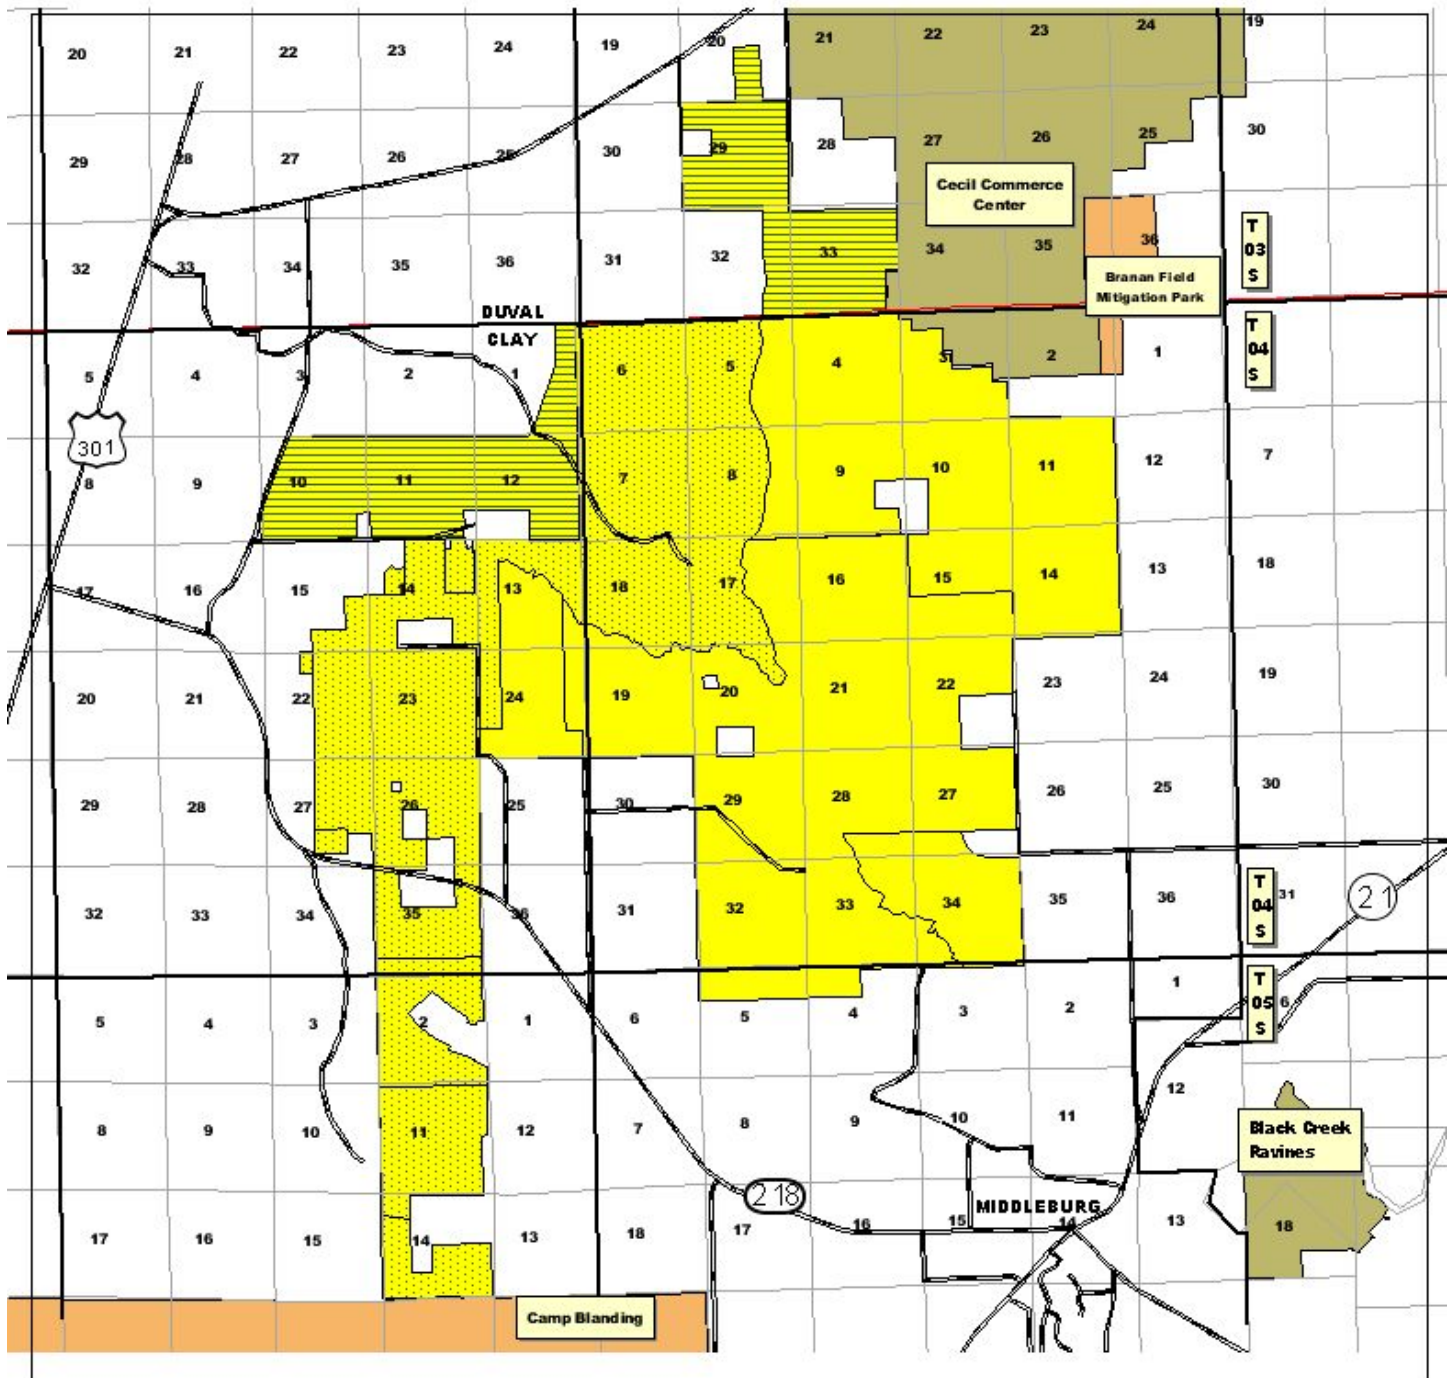 20 21 22 23 24 19 20 21 22 23 24 19
29 28 27 26 25 30 29 28 27 26 25 30
Cecil Commerce
Center
32 33 34 35 36 31 32 33 34 35 36
T
03
S
Branan Field
Mitigation Park
DUVAL
CLAY
T
04
S
5 4 3 2 1 6 5 4 3 2 1
301
8 9 10 11 12 7 8 9 10 11 12 7
17 16 15 14 13 18 17 16 15 14 13 18
20 21 22 23 24 19 20 21 22 23 24 19
29 28 27 26 25 30 29 28 27 26 25 30
32 33 34 35 36 31 32 33 34 35 36 31
T
04
S
21
T
05
S
5 4 3 2 1 6 5 4 3 2 1 6
8 9 10 11 12 7 8 9 10 11 12
Black Creek
Ravines
218
MIDDLEBURG
17 16 15 14 13 18 17 16 15 14 13 18
Camp Blanding